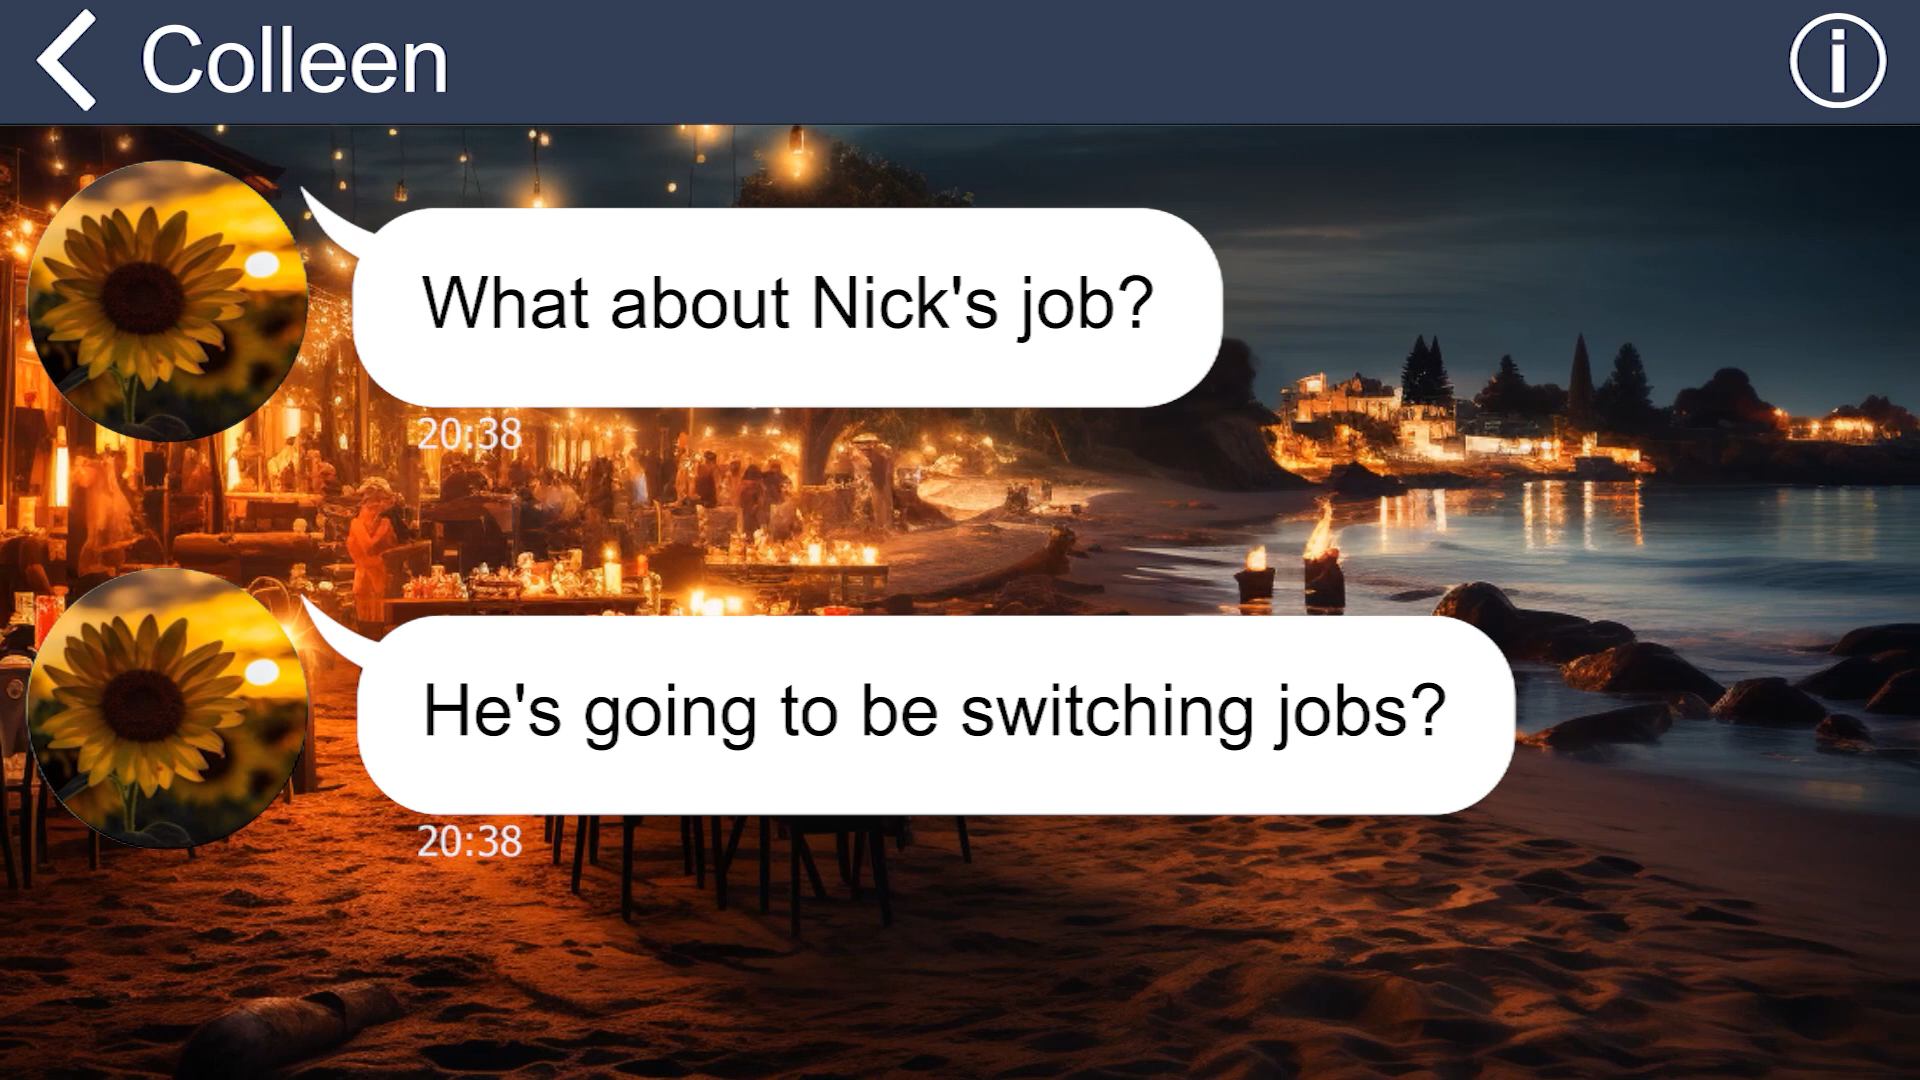 Colleen
What about Nick's job?
20:38
He's going to be switching jobs?
20:38